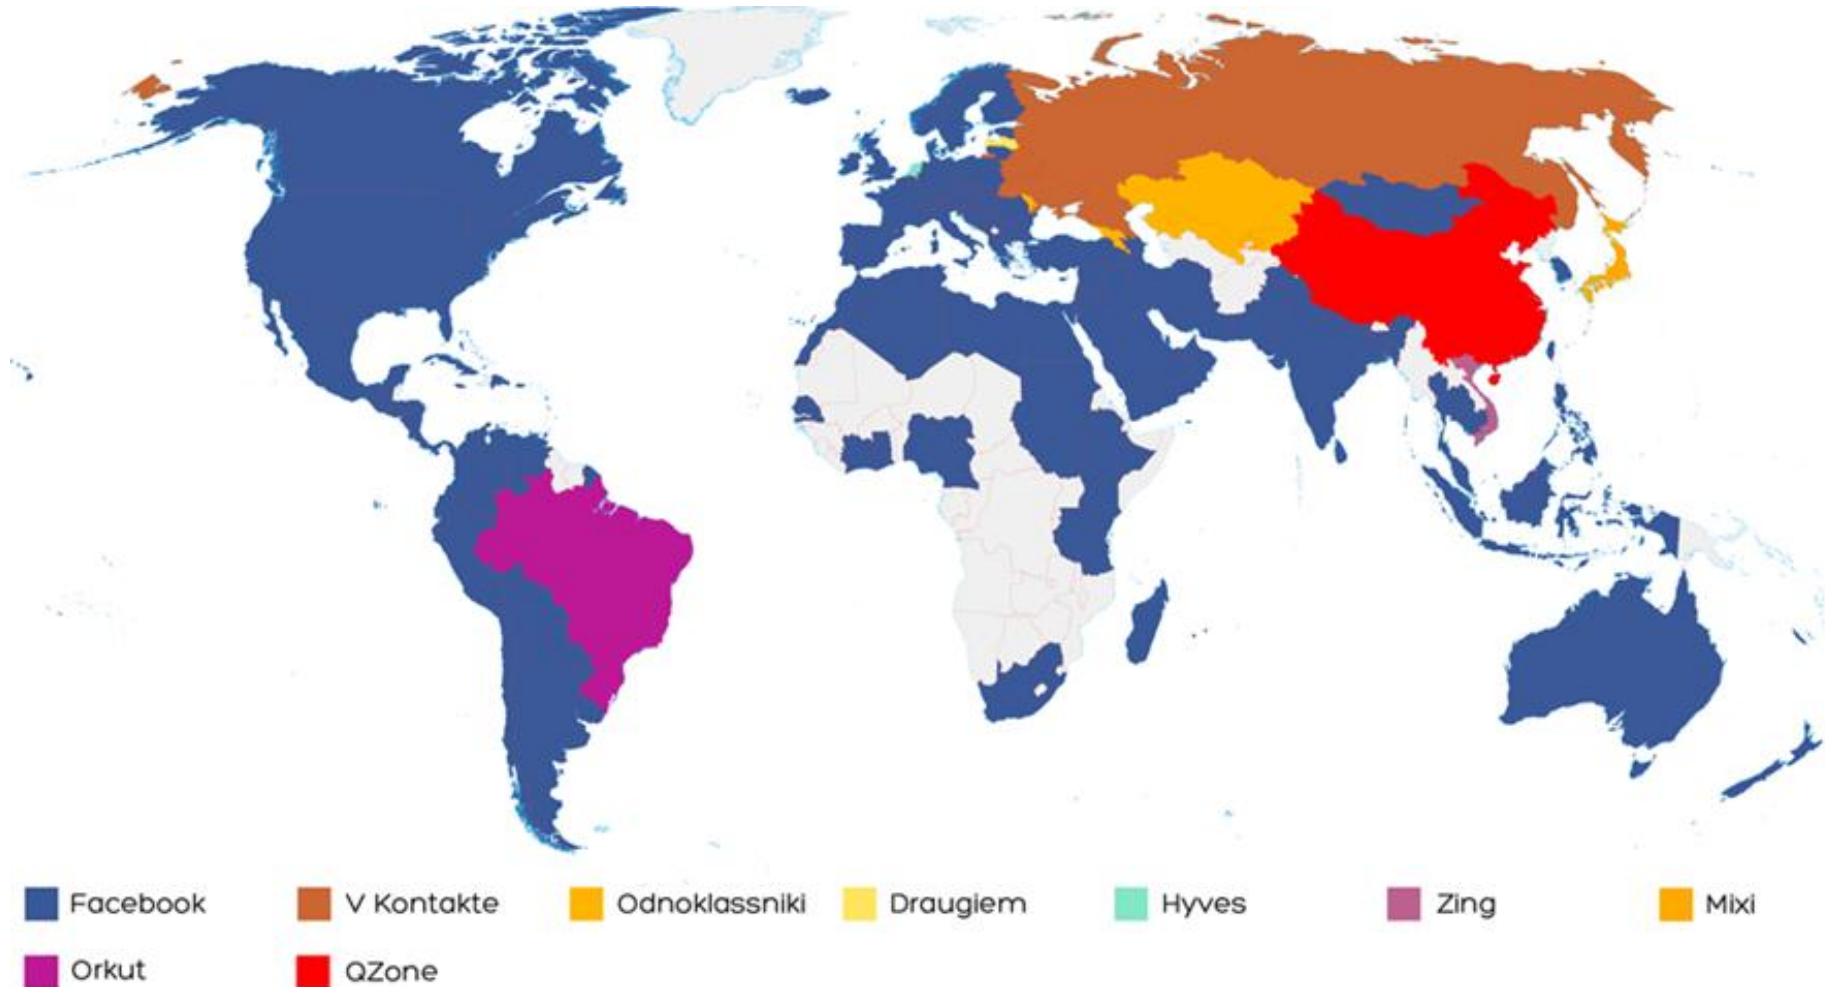 Facebook V Kontakte Odnoklassniki Draugiem Hyves Zing Mixi
Orkut QZone